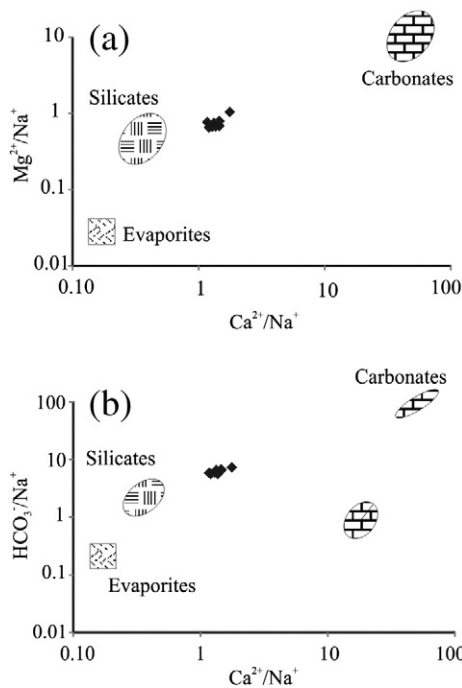 (a)
10
1
0.1
0.01
0.10
1
10
100
Mg²⁺/Na⁺
Ca²⁺/Na⁺
Silicates
Carbonates
Evaporites
(b)
100
10
1
0.1
0.01
0.10
1
10
100
HCO₃⁻/Na⁺
Ca²⁺/Na⁺
Carbonates
Silicates
Evaporites